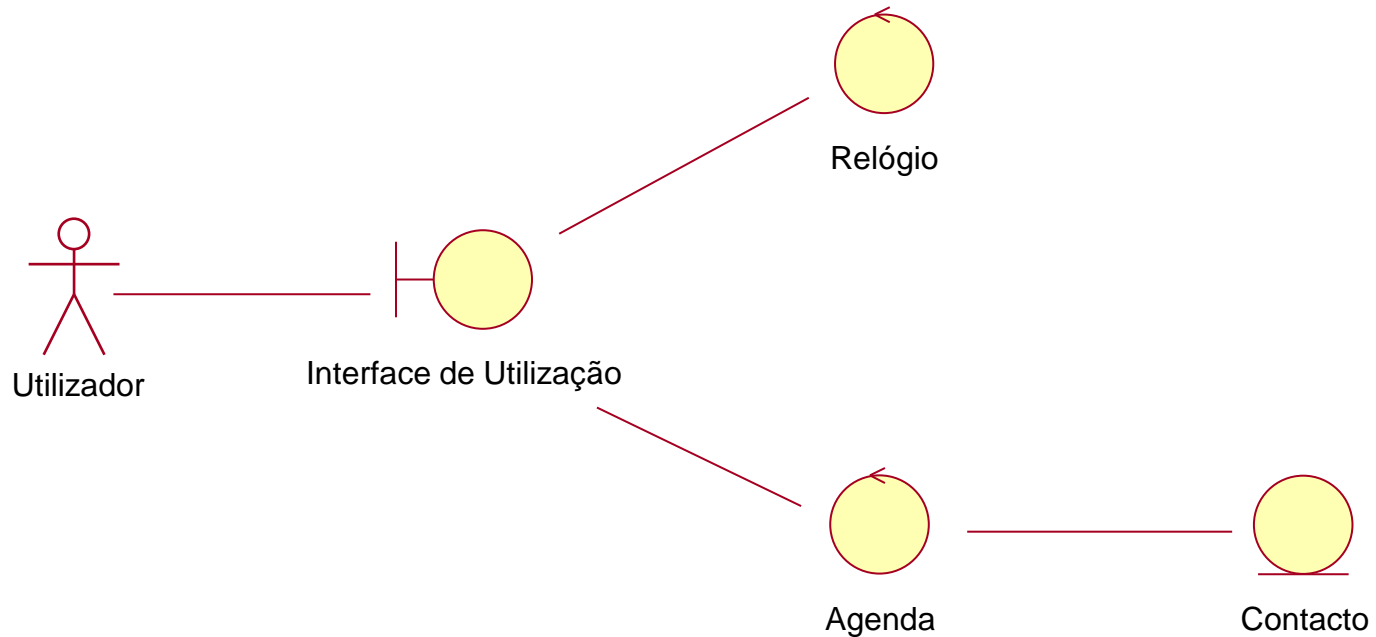 Relógio
Utilizador
Interface de Utilização
Agenda
Contacto